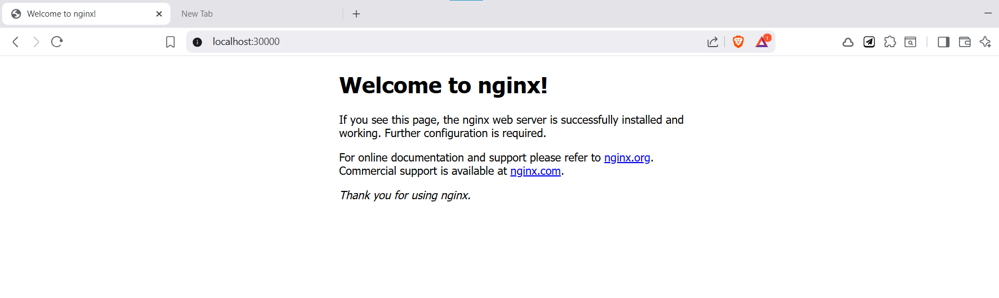 Welcome to nginx!
New Tab
localhost:30000
1
Welcome to nginx!
If you see this page, the nginx web server is successfully installed and
working. Further configuration is required.
For online documentation and support please refer to nginx.org.
Commercial support is available at nginx.com.
Thank you for using nginx.